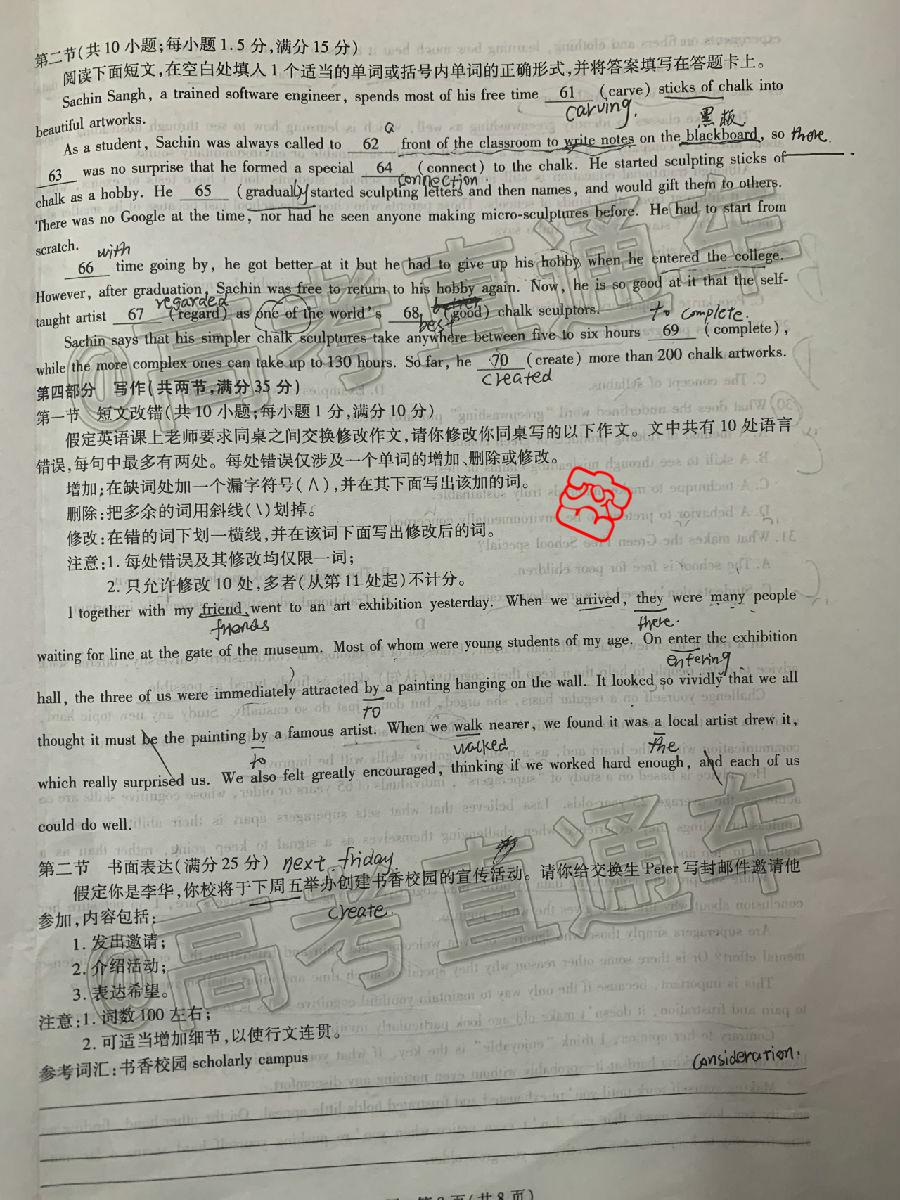 第二节(共10小题;每小题1.5分,满分15分)
阅读下面短文,在空白处填入1个适当的单词或括号内单词的正确形式,并将答案填写在答题卡上。
Sachin Sangh, a trained software engineer, spends most of his free time 61 (carve) sticks of chalk into
carving.
黑板
beautiful artworks.
a
As a student, Sachin was always called to 62 front of the classroom to write notes on the blackboard, so there
63 was no surprise that he formed a special 64 (connect) to the chalk. He started sculpting sticks of
connection
chalk as a hobby. He 65 (gradually started sculpting letters and then names, and would gift them to others.
There was no Google at the time, nor had he seen anyone making micro-sculptures before. He had to start from
scratch.
with
66 time going by, he got better at it but he had to give up his hobby when he entered the college.
However, after graduation, Sachin was free to return to his hobby again. Now, he is so good at it that the self-
regarded
better
taught artist 67 (regard) as one of the world's 68 (good) chalk sculptors.
best
to complete.
Sachin says that his simpler chalk sculptures take anywhere between five to six hours 69 (complete),
while the more complex ones can take up to 130 hours. So far, he 70 (create) more than 200 chalk artworks.
created
第四部分 写作(共两节,满分35分)
第一节 短文改错(共10小题;每小题1分,满分10分)
假定英语课上老师要求同桌之间交换修改作文,请你修改你同桌写的以下作文。文中共有10处语言
错误,每句中最多有两处。每处错误仅涉及一个单词的增加、删除或修改。
增加:在缺词处加一个漏字符号(∧),并在其下面写出该加的词。
删除:把多余的词用斜线(\)划掉。
修改:在错的词下划一横线,并在该词下面写出修改后的词。
注意:1. 每处错误及其修改均仅限一词;
2. 只允许修改10处,多者(从第11处起)不计分。
I together with my friend went to an art exhibition yesterday. When we arrived, they were many people
friends
there.
waiting for line at the gate of the museum. Most of whom were young students of my age. On enter the exhibition
entering
hall, the three of us were immediately attracted by a painting hanging on the wall. It looked so vividly that we all
to
thought it must be the painting by a famous artist. When we walk nearer, we found it was a local artist drew it,
to
walked
the
which really surprised us. We also felt greatly encouraged, thinking if we worked hard enough, and each of us
could do well.
第二节 书面表达(满分25分) next friday
假定你是李华,你校将于下周五举办创建书香校园的宣传活动。请你给交换生Peter写封邮件邀请他
create
参加,内容包括:
1. 发出邀请;
2. 介绍活动;
3. 表达希望。
注意:1. 词数100左右;
2. 可适当增加细节,以使行文连贯。
参考词汇:书香校园 scholarly campus
consideration.
@高考直通车
@高考直通车